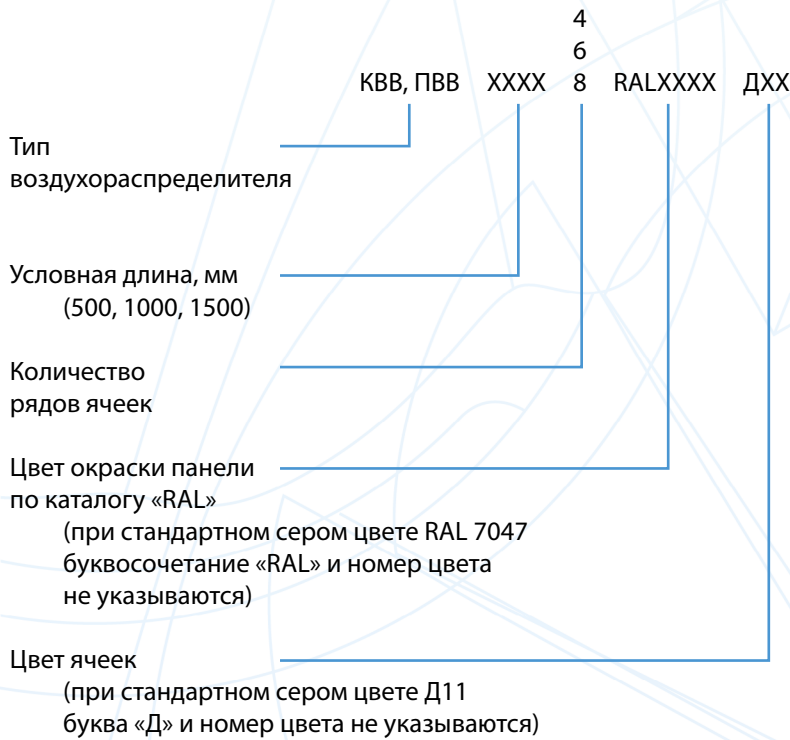 4
6
КВВ, ПВВ XXXX 8 RALXXXX ДXX
Тип
воздухораспределителя
Условная длина, мм
(500, 1000, 1500)
Количество
рядов ячеек
Цвет окраски панели
по каталогу «RAL»
(при стандартном сером цвете RAL 7047
буквосочетание «RAL» и номер цвета
не указываются)
Цвет ячеек
(при стандартном сером цвете Д11
буква «Д» и номер цвета не указываются)